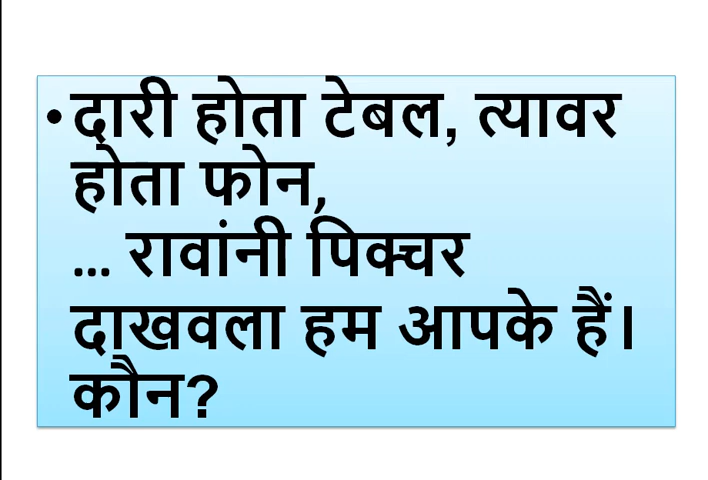 •दारी होता टेबल, त्यावर
होता फोन,
... रावांनी पिक्चर
दाखवला हम आपके हैं।
कौन?